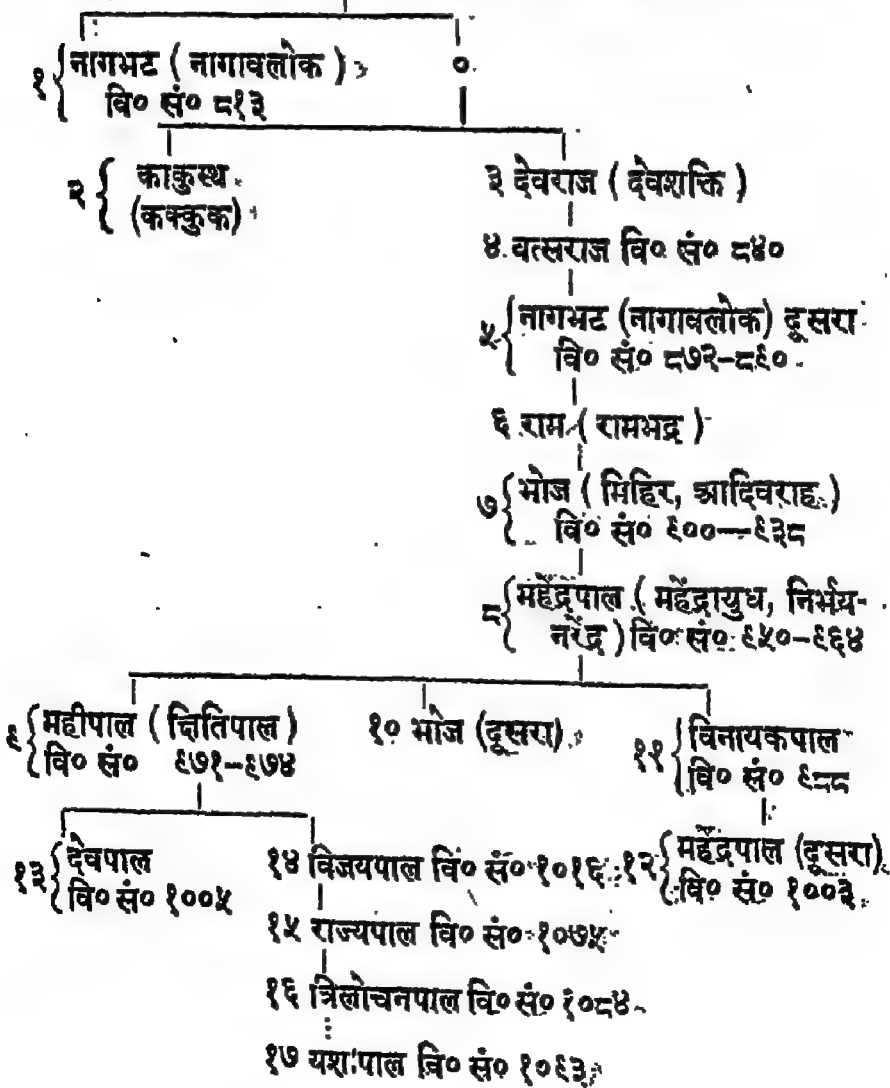 १ { नागभट ( नागावलोक )
वि० सं० ८१३
०
२ { काकुस्थ
(कक्कुक)
३ देवराज ( देवशक्ति )
४ वत्सराज वि० सं० ८४०
५ { नागभट (नागावलोक) दूसरा
वि० सं० ८७२–८९०
६ राम ( रामभद्र )
७ { भोज ( मिहिर, आदिवराह )
वि० सं० ९००—९३८
८ { महेंद्रपाल ( महेंद्रायुध, निर्भय-
नरेंद्र ) वि० सं० ९५०–९६४
९ { महीपाल ( क्षितिपाल )
वि० सं० ९७१–९७४
१० भोज (दूसरा)
११ { विनायकपाल
वि० सं० ९८८
१२ { महेंद्रपाल (दूसरा)
वि० सं० १००३
१३ { देवपाल
वि० सं० १००५
१४ विजयपाल वि० सं० १०१६
१५ राज्यपाल वि० सं० १०७५
१६ त्रिलोचनपाल वि० सं० १०८४
१७ यशःपाल वि० सं० १०९३